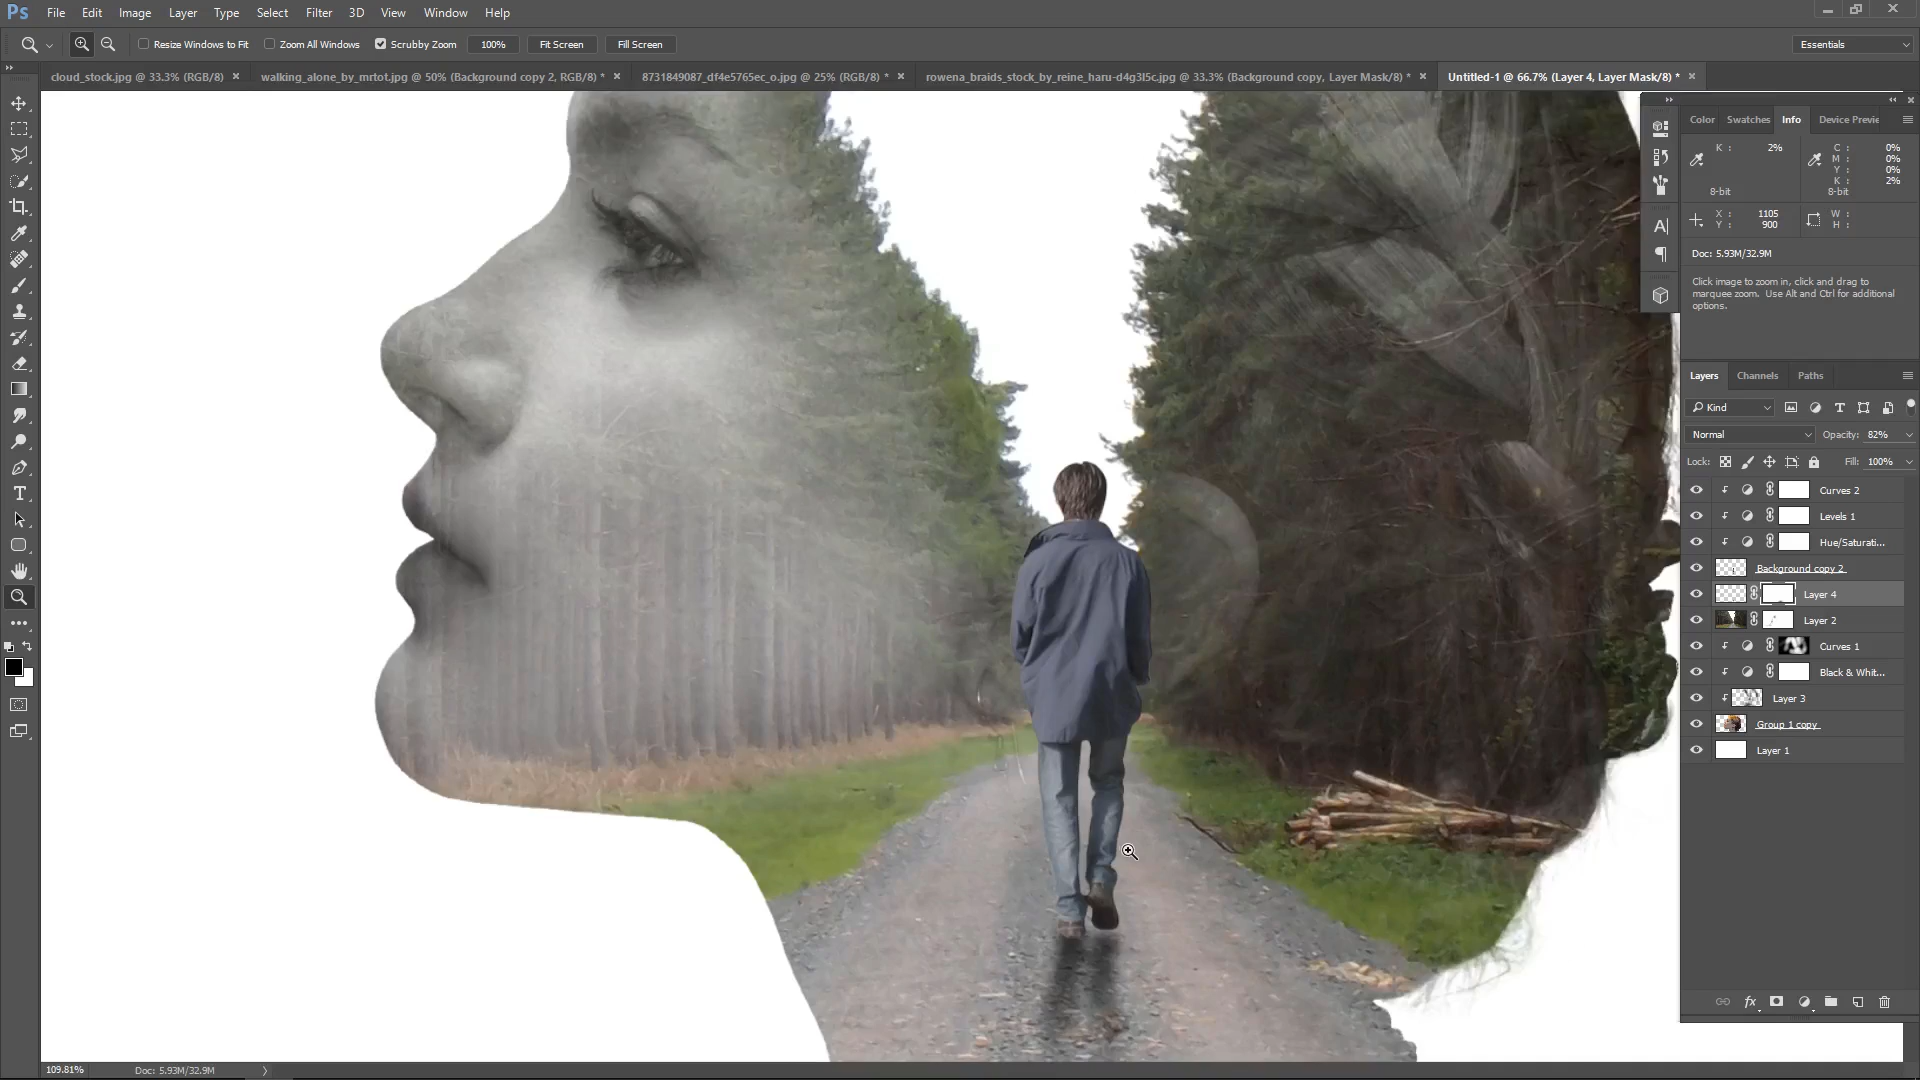 Ps File Edit Image Layer Type Select Filter 3D View Window Help
Resize Windows to Fit Zoom All Windows Scrubby Zoom 100% Fit Screen Fill Screen Essentials
cloud_stock.jpg @ 33.3% (RGB/8) × walking_alone_by_mrtot.jpg @ 50% (Background copy 2, RGB/8) * × 8731849087_df4e5765ec_o.jpg @ 25% (RGB/8) * × rowena_braids_stock_by_reine_haru-d4g3l5c.jpg @ 33.3% (Background copy, Layer Mask/8) * × Untitled-1 @ 66.7% (Layer 4, Layer Mask/8) * ×
Color Swatches Info Device Previe
K : 2% C : 0%
M : 0%
Y : 0%
K : 2%
8-bit 8-bit
X : 1105 W :
Y : 900 H :
Doc: 5.93M/32.9M
Click image to zoom in, click and drag to
marquee zoom. Use Alt and Ctrl for additional
options.
Layers Channels Paths
Kind
Normal Opacity: 82%
Lock: Fill: 100%
Curves 2
Levels 1
Hue/Saturati...
Background copy 2
Layer 4
Layer 2
Curves 1
Black & Whit...
Layer 3
Group 1 copy
Layer 1
fx
109.81% Doc: 5.93M/32.9M